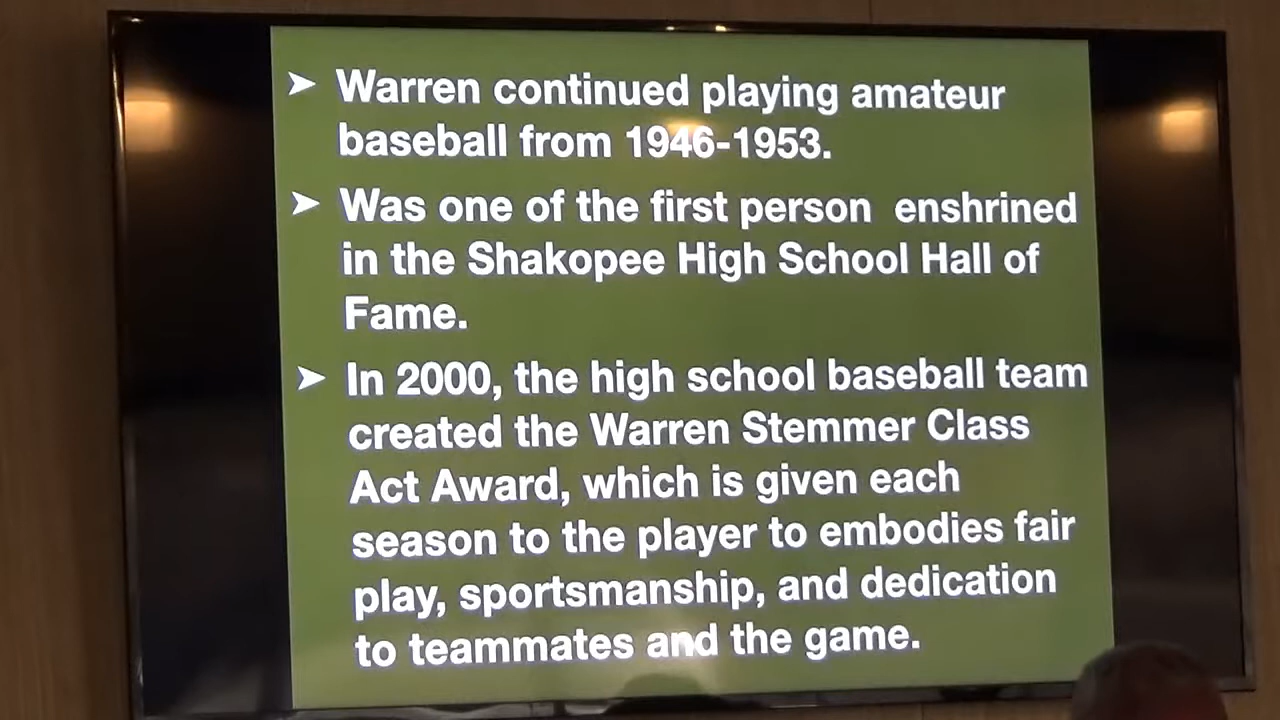 ➤ Warren continued playing amateur
baseball from 1946-1953.
➤ Was one of the first person enshrined
in the Shakopee High School Hall of
Fame.
➤ In 2000, the high school baseball team
created the Warren Stemmer Class
Act Award, which is given each
season to the player to embodies fair
play, sportsmanship, and dedication
to teammates and the game.